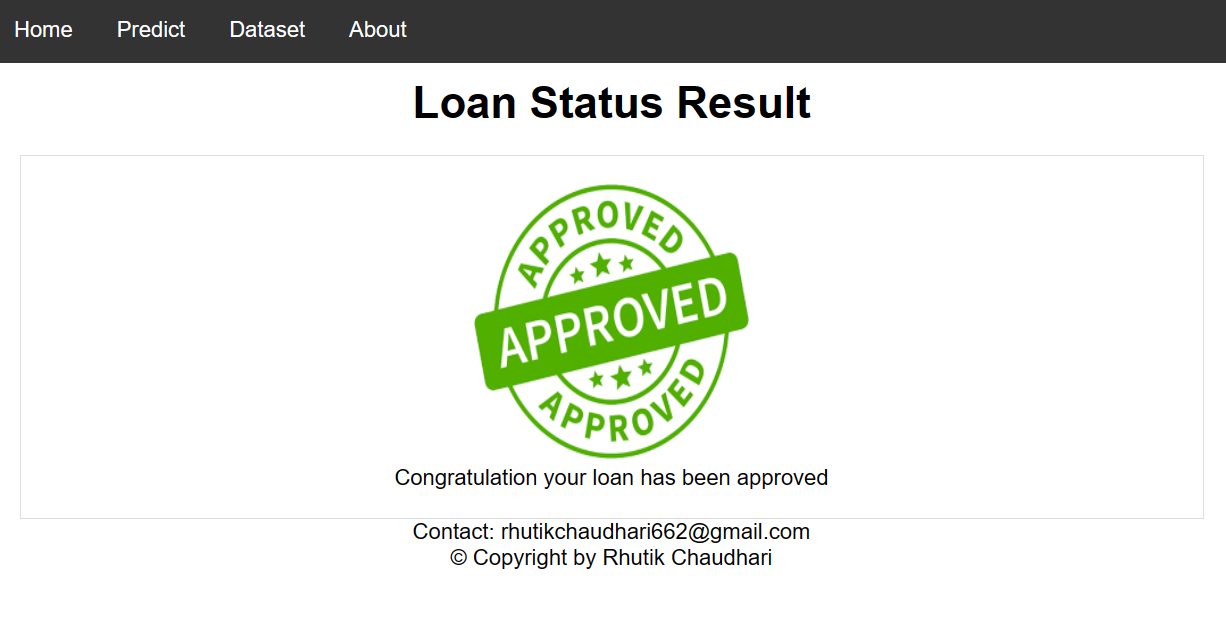 Home Predict Dataset About
Loan Status Result
APPROVED
APPROVED
APPROVED
Congratulation your loan has been approved
Contact: rhutikchaudhari662@gmail.com
© Copyright by Rhutik Chaudhari